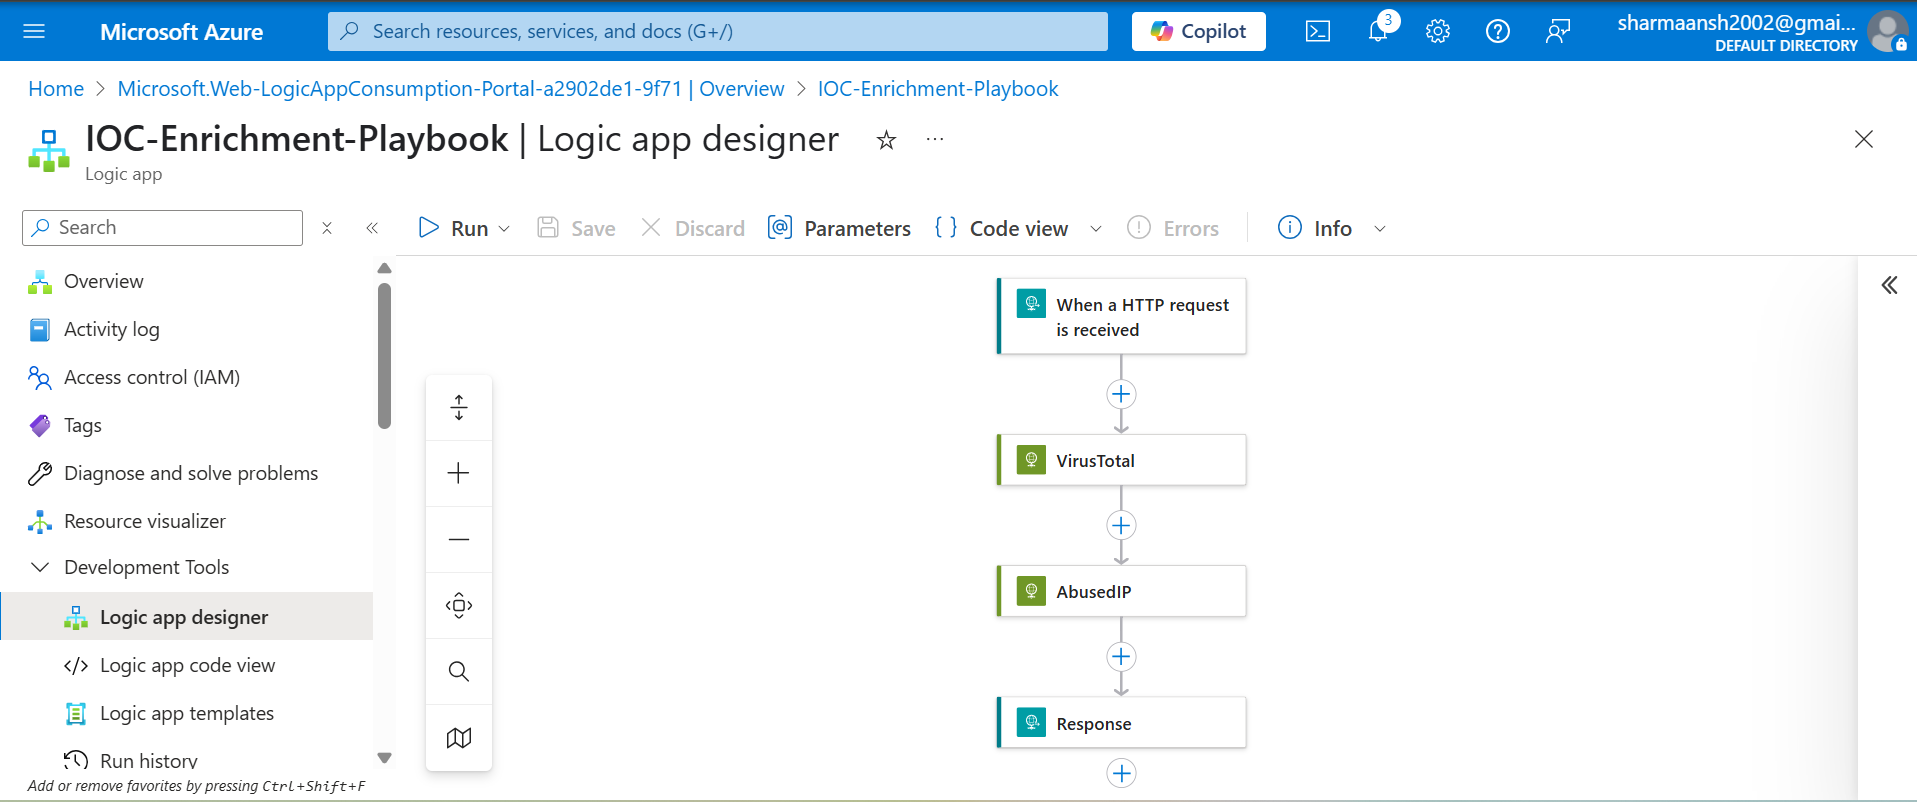 Microsoft Azure
Search resources, services, and docs (G+/)
Copilot
3
sharmaansh2002@gmai...
DEFAULT DIRECTORY
Home > Microsoft.Web-LogicAppConsumption-Portal-a2902de1-9f71 | Overview > IOC-Enrichment-Playbook
IOC-Enrichment-Playbook | Logic app designer
Logic app
Search
Run
Save
Discard
Parameters
Code view
Errors
Info
Overview
Activity log
Access control (IAM)
Tags
Diagnose and solve problems
Resource visualizer
Development Tools
Logic app designer
Logic app code view
Logic app templates
Run history
Add or remove favorites by pressing Ctrl+Shift+F
When a HTTP request
is received
VirusTotal
AbusedIP
Response